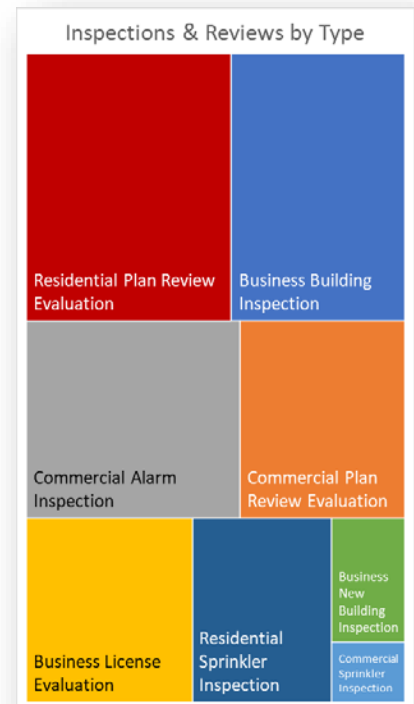 Inspections & Reviews by Type
Residential Plan Review
Evaluation
Business Building
Inspection
Commercial Alarm
Inspection
Commercial Plan
Review Evaluation
Business License
Evaluation
Residential
Sprinkler
Inspection
Business
New
Building
Inspection
Commercial
Sprinkler
Inspection